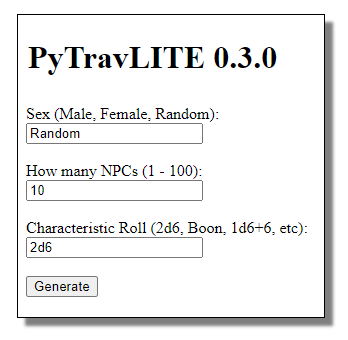 PyTravLITE 0.3.0
Sex (Male, Female, Random):
Random
How many NPCs (1 - 100):
10
Characteristic Roll (2d6, Boon, 1d6+6, etc):
2d6
Generate